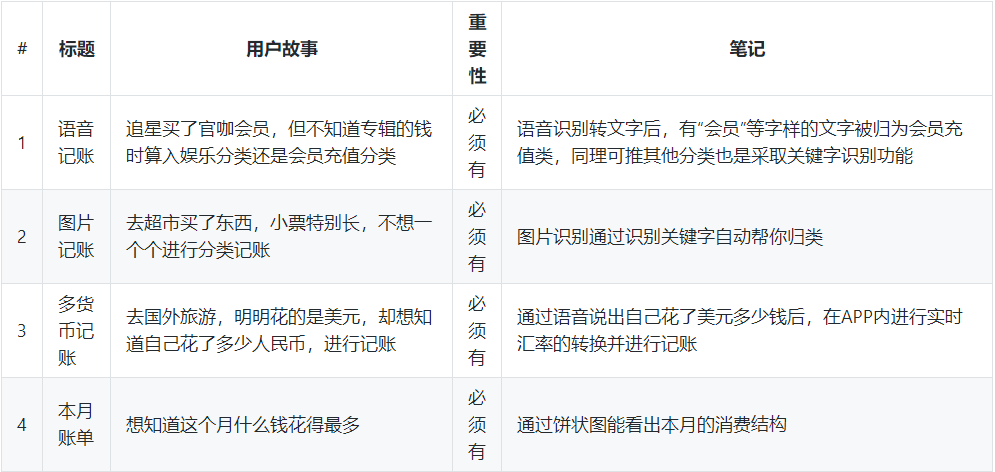 # 标题 用户故事 重要性 笔记
1 语音记账 追星买了官咖会员，但不知道专辑的钱时算入娱乐分类还是会员充值分类 必须有 语音识别转文字后，有“会员”等字样的文字被归为会员充值类，同理可推其他分类也是采取关键字识别功能
2 图片记账 去超市买了东西，小票特别长，不想一个个进行分类记账 必须有 图片识别通过识别关键字自动帮你归类
3 多货币记账 去国外旅游，明明花的是美元，却想知道自己花了多少人民币，进行记账 必须有 通过语音说出自己花了美元多少钱后，在APP内进行实时汇率的转换并进行记账
4 本月账单 想知道这个月什么钱花得最多 必须有 通过饼状图能看出本月的消费结构